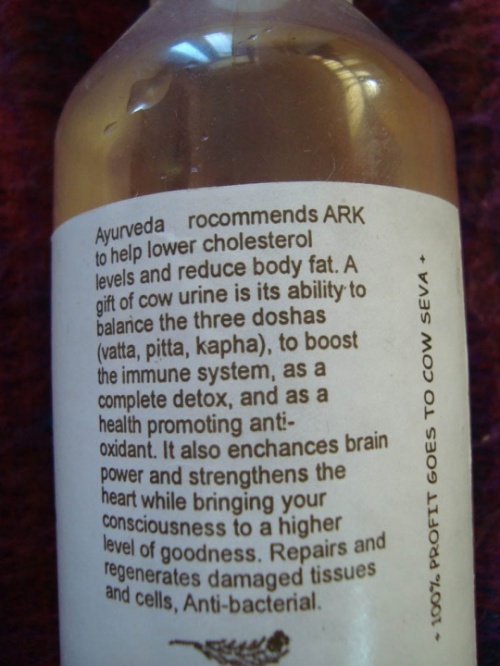 Ayurveda rocommends ARK
to help lower cholesterol
levels and reduce body fat. A
gift of cow urine is its ability to
balance the three doshas
(vatta, pitta, kapha), to boost
the immune system, as a
complete detox, and as a
health promoting anti-
oxidant. It also enchances brain
power and strengthens the
heart while bringing your
consciousness to a higher
level of goodness. Repairs and
regenerates damaged tissues
and cells, Anti-bacterial.
+ 100% PROFIT GOES TO COW SEVA +